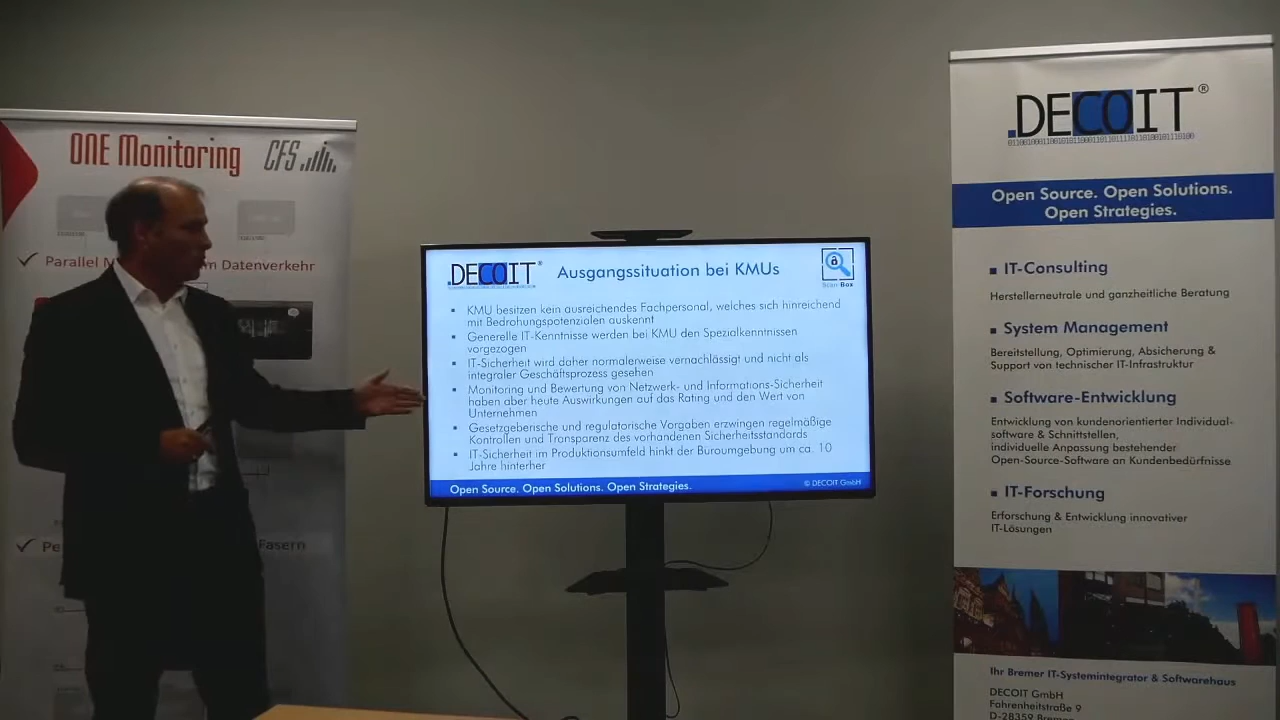 ONE Monitoring
CFS
Parallel M
m Datenverkehr
Pe
Fasern
DECOIT®
Ausgangssituation bei KMUs
Scan Box
KMU besitzen kein ausreichendes Fachpersonal, welches sich hinreichend
mit Bedrohungspotenzialen auskennt
Generelle IT-Kenntnisse werden bei KMU den Spezialkenntnissen
vorgezogen
IT-Sicherheit wird daher normalerweise vernachlässigt und nicht als
integraler Geschäftsprozess gesehen
Monitoring und Bewertung von Netzwerk- und Informations-Sicherheit
haben aber heute Auswirkungen auf das Rating und den Wert von
Unternehmen
Gesetzgeberische und regulatorische Vorgaben erzwingen regelmäßige
Kontrollen und Transparenz des vorhandenen Sicherheitsstandards
IT-Sicherheit im Produktionsumfeld hinkt der Büroumgebung um ca. 10
Jahre hinterher
Open Source. Open Solutions. Open Strategies.
© DECOIT GmbH
DECOIT®
Open Source. Open Solutions.
Open Strategies.
IT-Consulting
Herstellerneutrale und ganzheitliche Beratung
System Management
Bereitstellung, Optimierung, Absicherung &
Support von technischer IT-Infrastruktur
Software-Entwicklung
Entwicklung von kundenorientierter Individual-
software & Schnittstellen,
individuelle Anpassung bestehender
Open-Source-Software an Kundenbedürfnisse
IT-Forschung
Erforschung & Entwicklung innovativer
IT-Lösungen
Ihr Bremer IT-Systemintegrator & Softwarehaus
DECOIT GmbH
Fahrenheitstraße 9
D-28359 Bremen